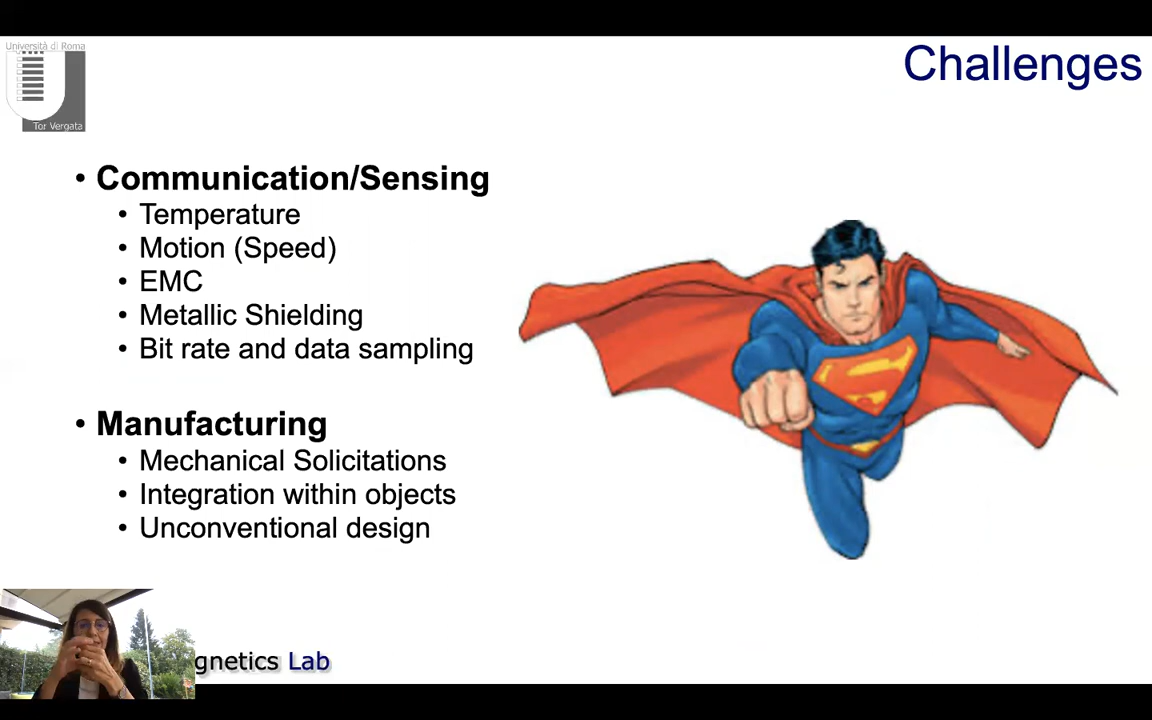 Università di Roma
Tor Vergata
Challenges
• Communication/Sensing
• Temperature
• Motion (Speed)
• EMC
• Metallic Shielding
• Bit rate and data sampling
• Manufacturing
• Mechanical Solicitations
• Integration within objects
• Unconventional design
gnetics Lab